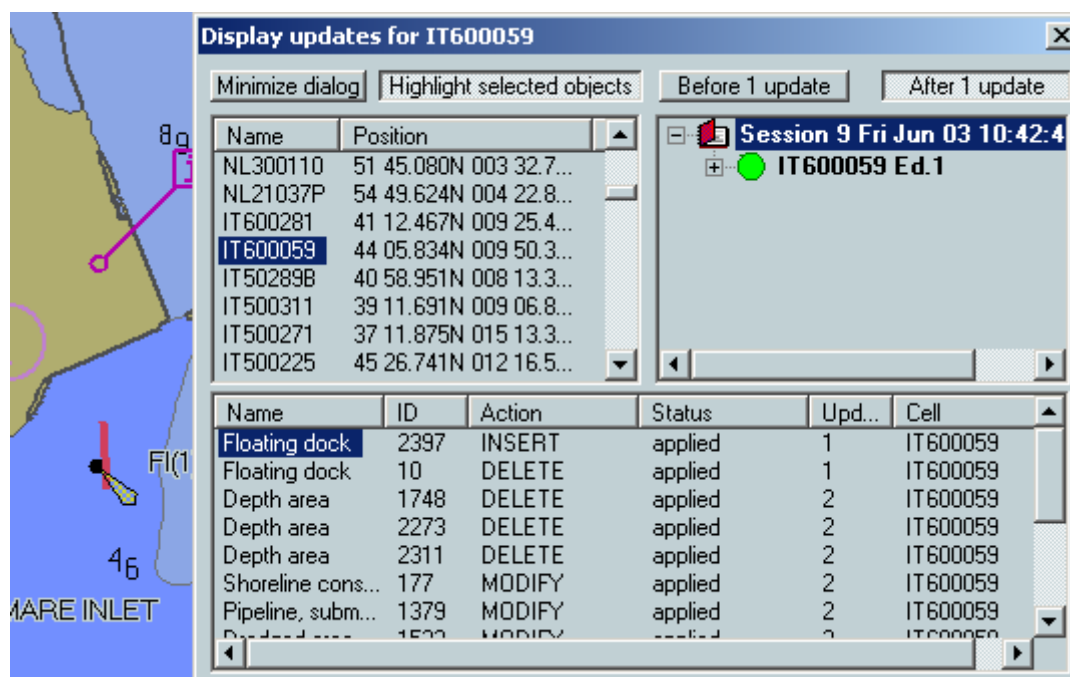 Display updates for IT600059
Minimize dialog Highlight selected objects Before 1 update After 1 update
Name Position
NL300110 51 45.080N 003 32.7...
NL21037P 54 49.624N 004 22.8...
IT600281 41 12.467N 009 25.4...
IT600059 44 05.834N 009 50.3...
IT50289B 40 58.951N 008 13.3...
IT500311 39 11.691N 009 06.8...
IT500271 37 11.875N 015 13.3...
IT500225 45 26.741N 012 16.5...
Session 9 Fri Jun 03 10:42:4
IT600059 Ed.1
Name ID Action Status Upd... Cell
Floating dock 2397 INSERT applied 1 IT600059
Floating dock 10 DELETE applied 1 IT600059
Depth area 1748 DELETE applied 2 IT600059
Depth area 2273 DELETE applied 2 IT600059
Depth area 2311 DELETE applied 2 IT600059
Shoreline cons... 177 MODIFY applied 2 IT600059
Pipeline, subm... 1379 MODIFY applied 2 IT600059
MODIFY applied 2 IT600059
8
Fl(1
46
MARE INLET